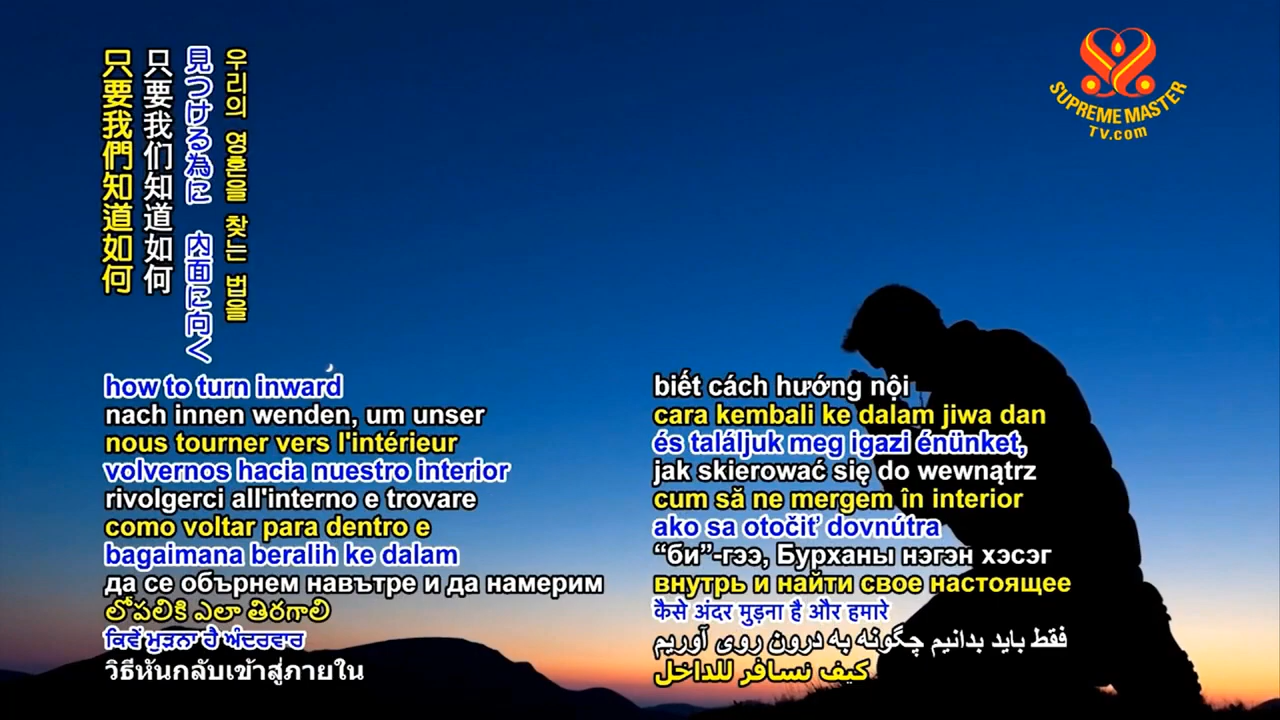 只要我們知道如何
只要我们知道如何
見つける為に 内面に向く
우리의 영혼을 찾는 법을
SUPREME MASTER
TV.com
how to turn inward
nach innen wenden, um unser
nous tourner vers l'intérieur
volvernos hacia nuestro interior
rivolgerci all'interno e trovare
como voltar para dentro e
bagaimana beralih ke dalam
да се обърнем навътре и да намерим
లోపలికి ఎలా తిరగాలి
ਕਿਵੇਂ ਮੁੜਨਾ ਹੈ ਅੰਦਰਵਾਰ
วิธีหันกลับเข้าสู่ภายใน
biết cách hướng nội
cara kembali ke dalam jiwa dan
és találjuk meg igazi énünket,
jak skierować się do wewnątrz
cum să ne mergem în interior
ako sa otočiť dovnútra
“би”-гээ, Бурханы нэгэн хэсэг
внутрь и найти свое настоящее
कैसे अंदर मुड़ना है और हमारे
فقط باید بدانیم چگونه به درون روی آوریم
كيف نسافر للداخل